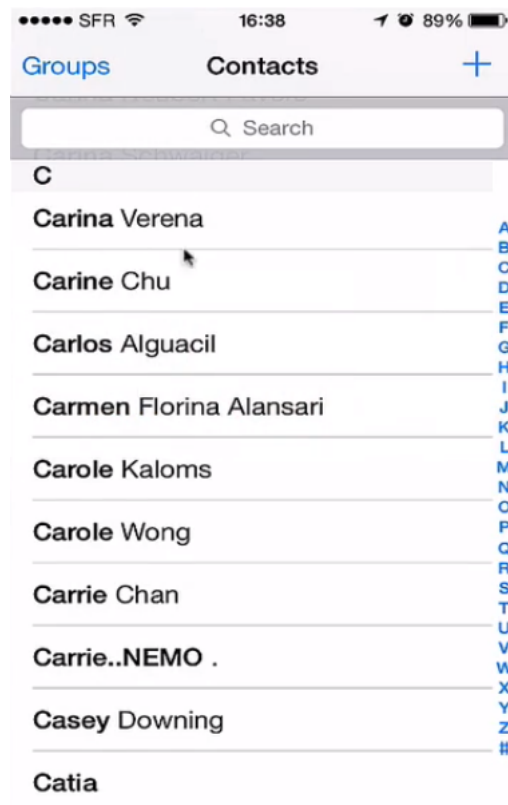 SFR 16:38 89%
Groups Contacts +
Search
C
Carina Verena
Carine Chu
Carlos Alguacil
Carmen Florina Alansari
Carole Kaloms
Carole Wong
Carrie Chan
Carrie..NEMO .
Casey Downing
Catia
A
B
C
D
E
F
G
H
I
J
K
L
M
N
O
P
Q
R
S
T
U
V
W
X
Y
Z
#